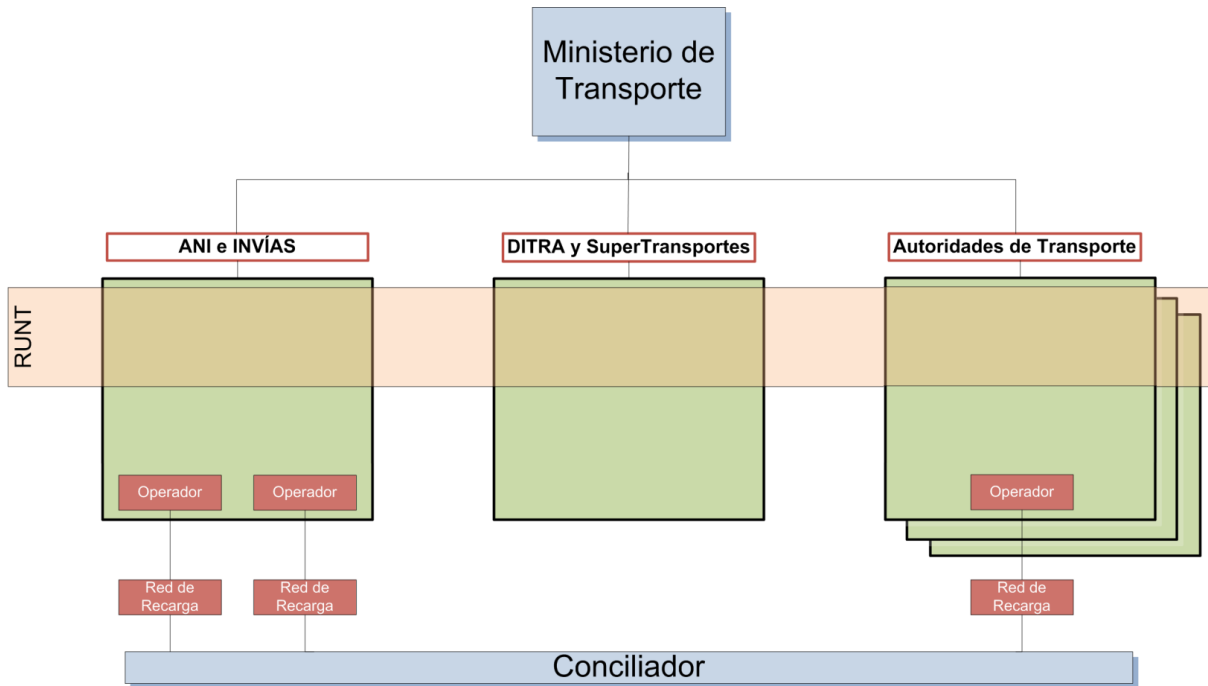 Ministerio de
Transporte
ANI e INVÍAS
DITRA y SuperTransportes
Autoridades de Transporte
RUNT
Operador
Operador
Operador
Red de
Recarga
Red de
Recarga
Red de
Recarga
Conciliador